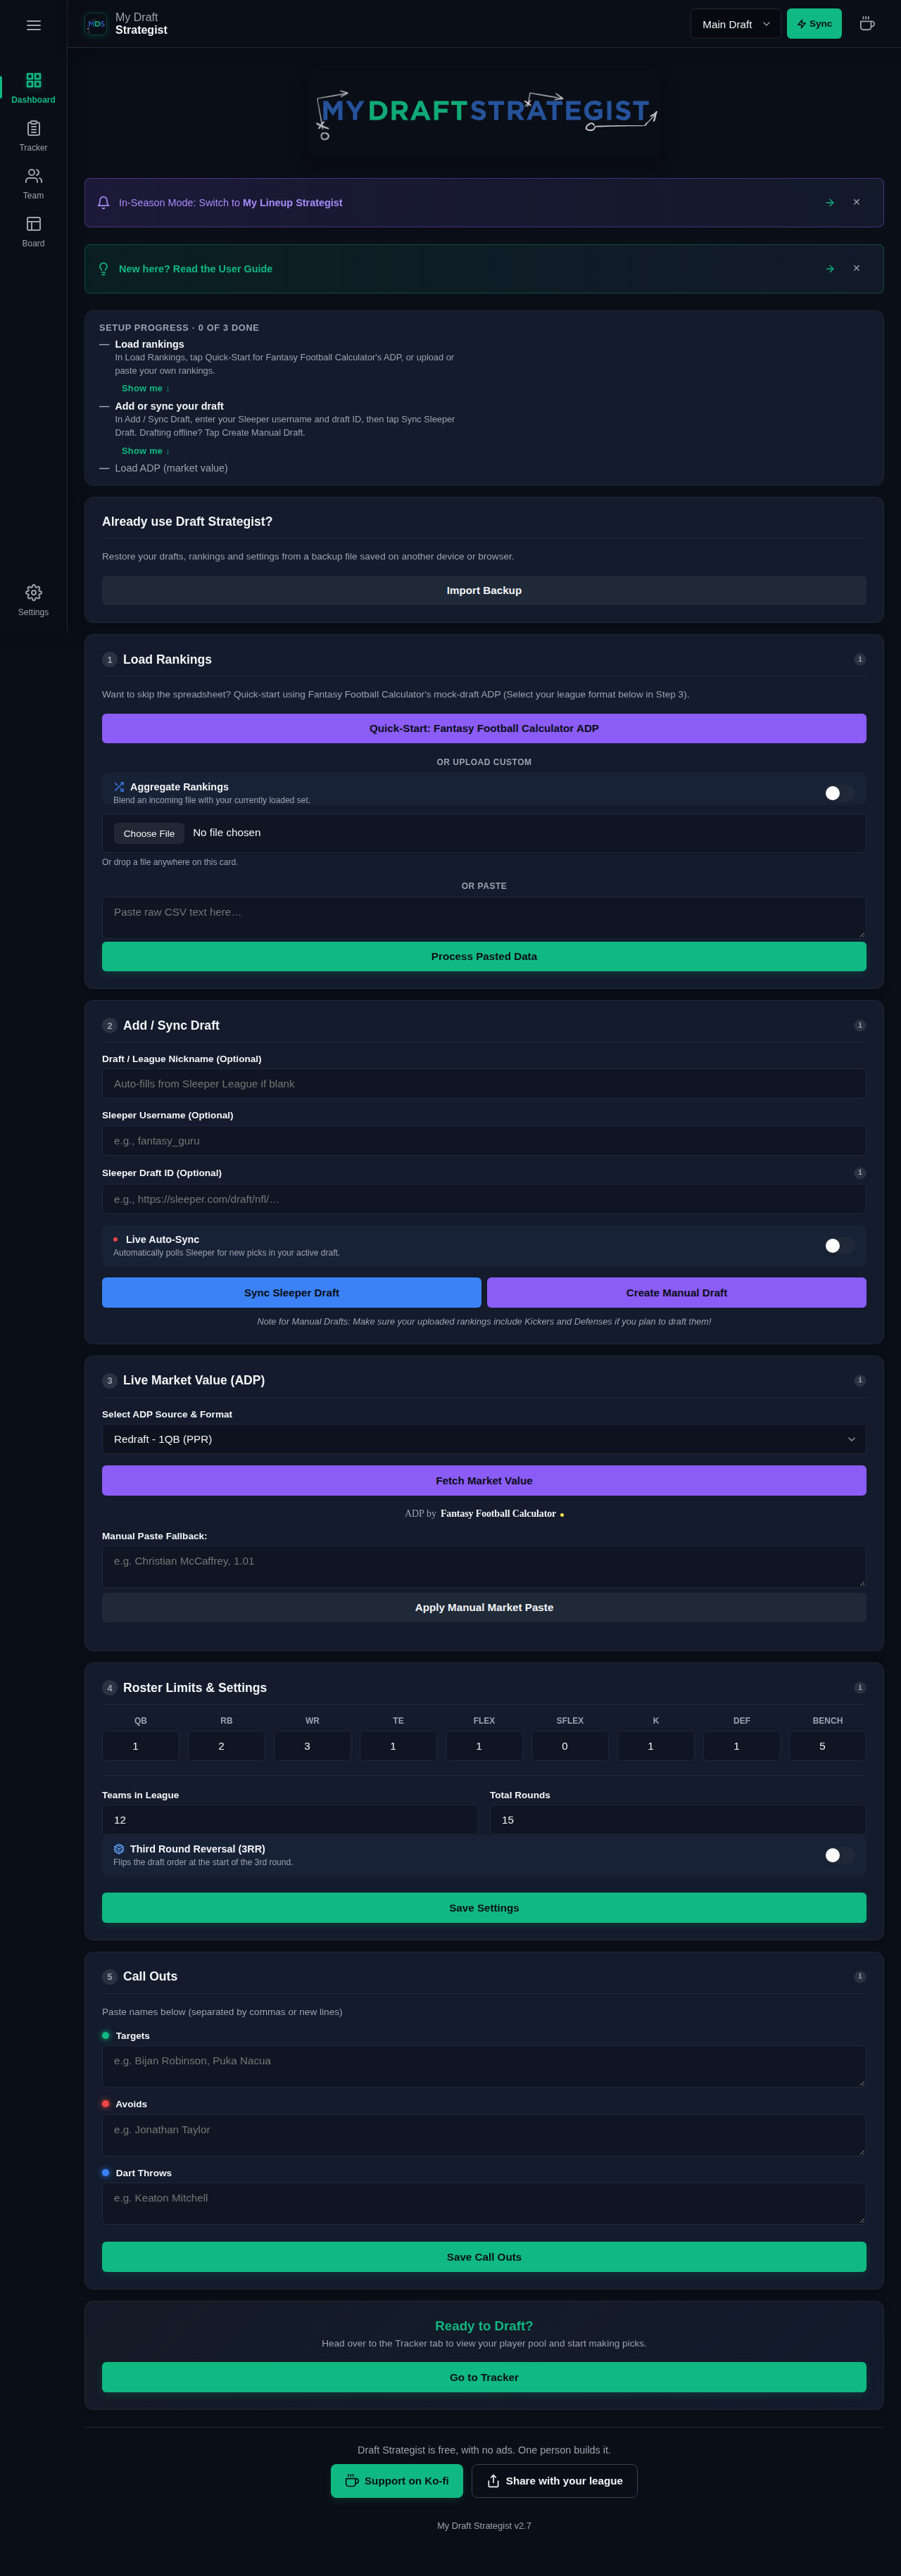 My Draft
Strategist
Main Draft
Sync
Dashboard
Tracker
Team
Board
Settings
MDS
MYDRAFTSTRATEGIST
In-Season Mode: Switch to My Lineup Strategist
New here? Read the User Guide
SETUP PROGRESS · 0 OF 3 DONE
— Load rankings
In Load Rankings, tap Quick-Start for Fantasy Football Calculator's ADP, or upload or
paste your own rankings.
Show me ↓
— Add or sync your draft
In Add / Sync Draft, enter your Sleeper username and draft ID, then tap Sync Sleeper
Draft. Drafting offline? Tap Create Manual Draft.
Show me ↓
— Load ADP (market value)
Already use Draft Strategist?
Restore your drafts, rankings and settings from a backup file saved on another device or browser.
Import Backup
1 Load Rankings i
Want to skip the spreadsheet? Quick-start using Fantasy Football Calculator's mock-draft ADP (Select your league format below in Step 3).
Quick-Start: Fantasy Football Calculator ADP
OR UPLOAD CUSTOM
Aggregate Rankings
Blend an incoming file with your currently loaded set.
Choose File No file chosen
Or drop a file anywhere on this card.
OR PASTE
Paste raw CSV text here…
Process Pasted Data
2 Add / Sync Draft i
Draft / League Nickname (Optional)
Auto-fills from Sleeper League if blank
Sleeper Username (Optional)
e.g., fantasy_guru
Sleeper Draft ID (Optional) i
e.g., https://sleeper.com/draft/nfl/…
Live Auto-Sync
Automatically polls Sleeper for new picks in your active draft.
Sync Sleeper Draft
Create Manual Draft
Note for Manual Drafts: Make sure your uploaded rankings include Kickers and Defenses if you plan to draft them!
3 Live Market Value (ADP) i
Select ADP Source & Format
Redraft - 1QB (PPR)
Fetch Market Value
ADP by Fantasy Football Calculator
Manual Paste Fallback:
e.g. Christian McCaffrey, 1.01
Apply Manual Market Paste
4 Roster Limits & Settings i
QB RB WR TE FLEX SFLEX K DEF BENCH
1 2 3 1 1 0 1 1 5
Teams in League Total Rounds
12 15
Third Round Reversal (3RR)
Flips the draft order at the start of the 3rd round.
Save Settings
5 Call Outs i
Paste names below (separated by commas or new lines)
Targets
e.g. Bijan Robinson, Puka Nacua
Avoids
e.g. Jonathan Taylor
Dart Throws
e.g. Keaton Mitchell
Save Call Outs
Ready to Draft?
Head over to the Tracker tab to view your player pool and start making picks.
Go to Tracker
Draft Strategist is free, with no ads. One person builds it.
Support on Ko-fi
Share with your league
My Draft Strategist v2.7